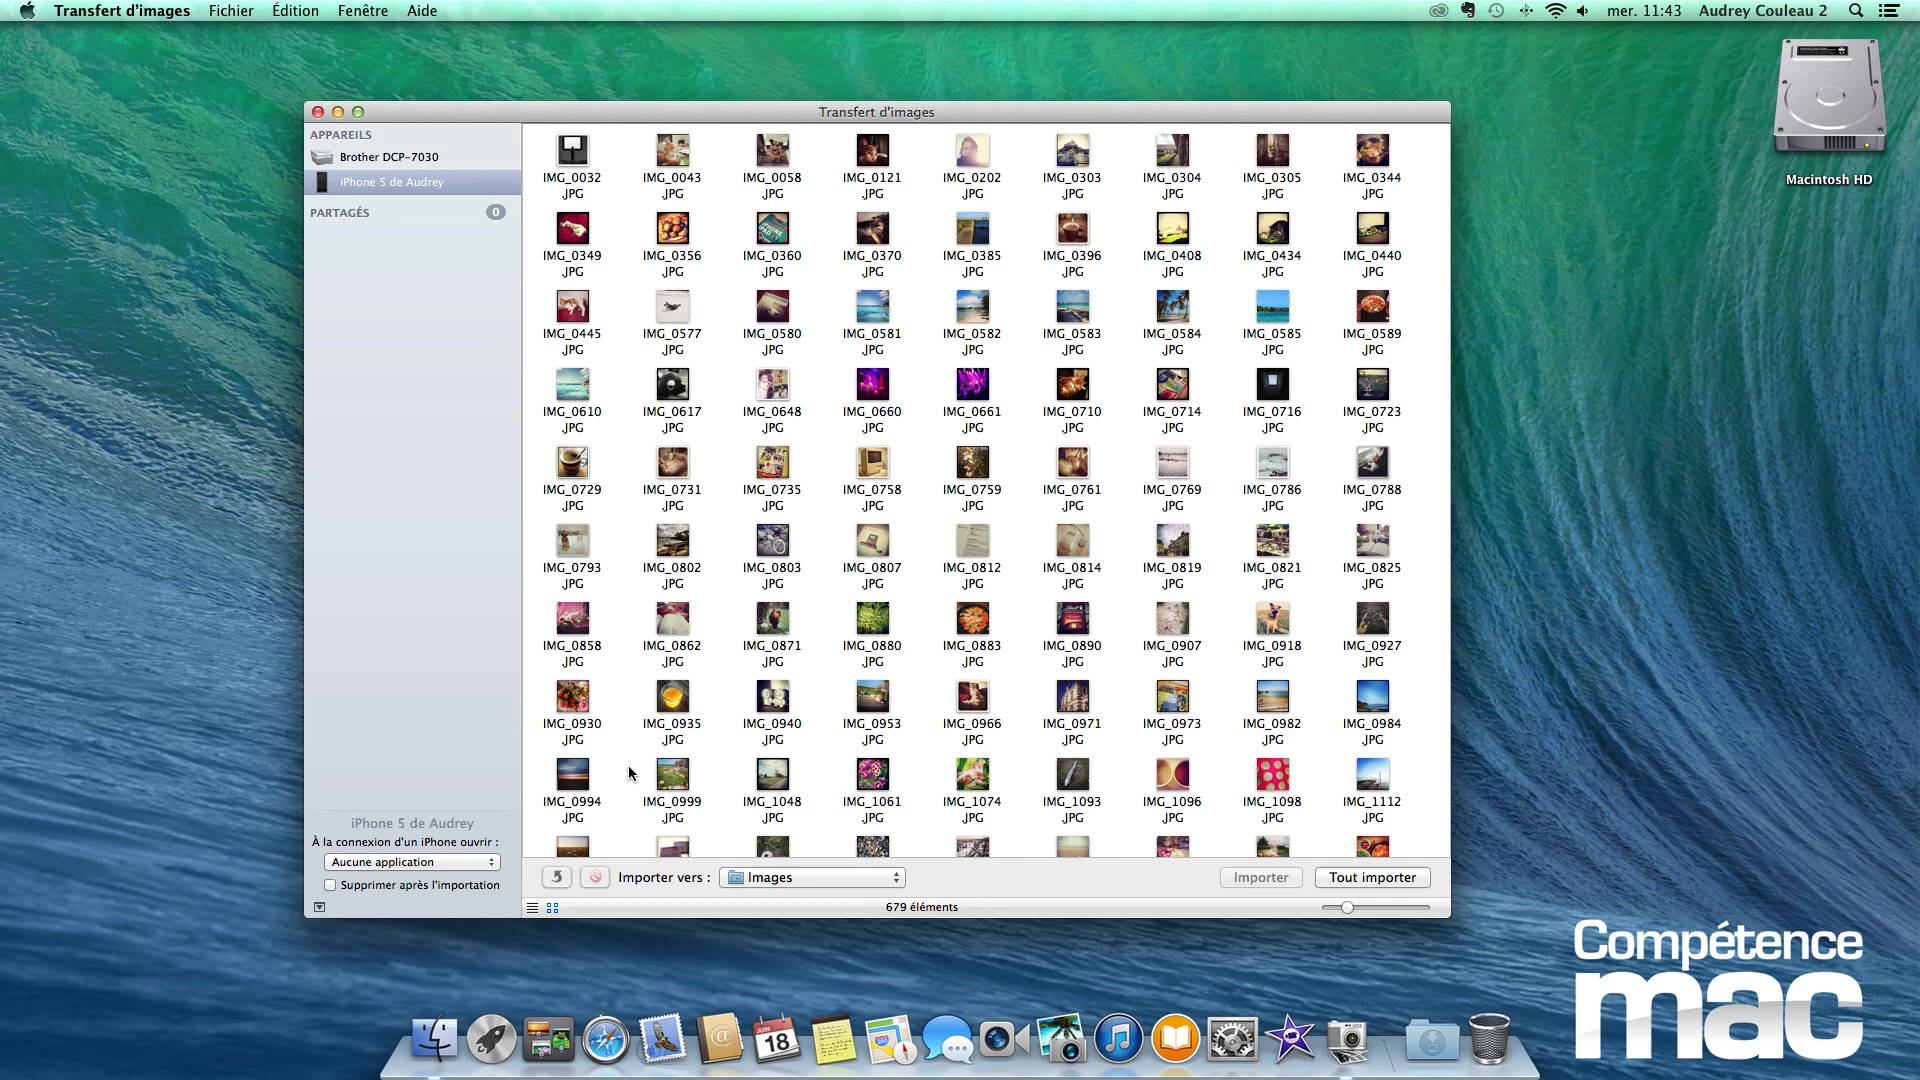 Transfert d'images Fichier Édition Fenêtre Aide mer. 11:43 Audrey Couleau 2
Macintosh HD
Transfert d'images
APPAREILS
Brother DCP-7030
iPhone 5 de Audrey
PARTAGÉS 0
IMG_0032.JPG IMG_0043.JPG IMG_0058.JPG IMG_0121.JPG IMG_0202.JPG IMG_0303.JPG IMG_0304.JPG IMG_0305.JPG IMG_0344.JPG
IMG_0349.JPG IMG_0356.JPG IMG_0360.JPG IMG_0370.JPG IMG_0385.JPG IMG_0396.JPG IMG_0408.JPG IMG_0434.JPG IMG_0440.JPG
IMG_0445.JPG IMG_0577.JPG IMG_0580.JPG IMG_0581.JPG IMG_0582.JPG IMG_0583.JPG IMG_0584.JPG IMG_0585.JPG IMG_0589.JPG
IMG_0610.JPG IMG_0617.JPG IMG_0648.JPG IMG_0660.JPG IMG_0661.JPG IMG_0710.JPG IMG_0714.JPG IMG_0716.JPG IMG_0723.JPG
IMG_0729.JPG IMG_0731.JPG IMG_0735.JPG IMG_0758.JPG IMG_0759.JPG IMG_0761.JPG IMG_0769.JPG IMG_0786.JPG IMG_0788.JPG
IMG_0793.JPG IMG_0802.JPG IMG_0803.JPG IMG_0807.JPG IMG_0812.JPG IMG_0814.JPG IMG_0819.JPG IMG_0821.JPG IMG_0825.JPG
IMG_0858.JPG IMG_0862.JPG IMG_0871.JPG IMG_0880.JPG IMG_0883.JPG IMG_0890.JPG IMG_0907.JPG IMG_0918.JPG IMG_0927.JPG
IMG_0930.JPG IMG_0935.JPG IMG_0940.JPG IMG_0953.JPG IMG_0966.JPG IMG_0971.JPG IMG_0973.JPG IMG_0982.JPG IMG_0984.JPG
IMG_0994.JPG IMG_0999.JPG IMG_1048.JPG IMG_1061.JPG IMG_1074.JPG IMG_1093.JPG IMG_1096.JPG IMG_1098.JPG IMG_1112.JPG
iPhone 5 de Audrey
À la connexion d'un iPhone ouvrir :
Aucune application
Supprimer après l'importation
Importer vers : Images Importer Tout importer
679 éléments
Compétence
mac
JUIN
18
280